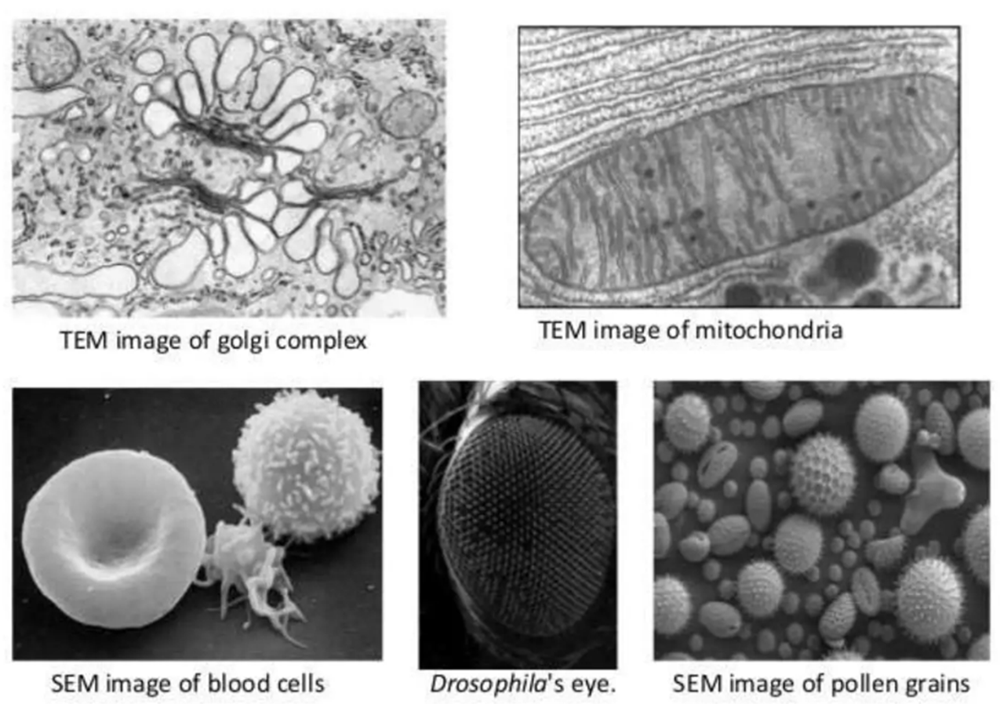 TEM image of golgi complex
TEM image of mitochondria
SEM image of blood cells
Drosophila's eye.
SEM image of pollen grains